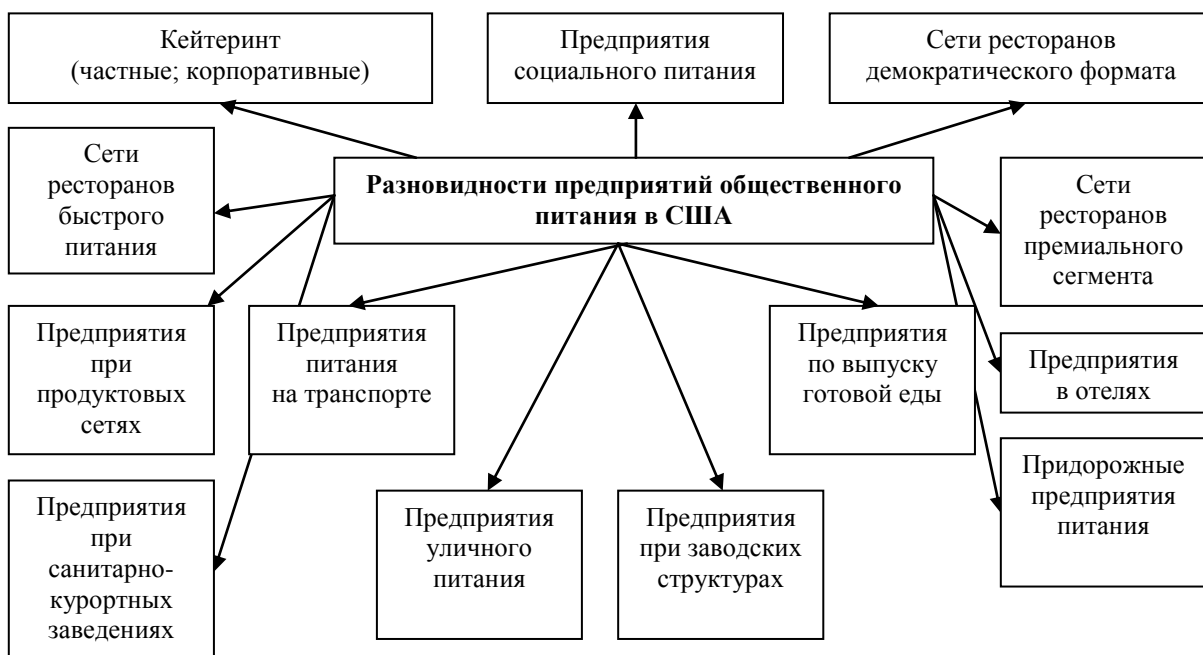 Кейтеринт
(частные; корпоративные)
Предприятия
социального питания
Сети ресторанов
демократического формата
Сети
ресторанов
быстрого
питания
Разновидности предприятий общественного
питания в США
Сети
ресторанов
премиального
сегмента
Предприятия
при
продуктовых
сетях
Предприятия
питания
на транспорте
Предприятия
по выпуску
готовой еды
Предприятия
в отелях
Предприятия
при
санитарно-
курортных
заведениях
Предприятия
уличного
питания
Предприятия
при заводских
структурах
Придорожные
предприятия
питания